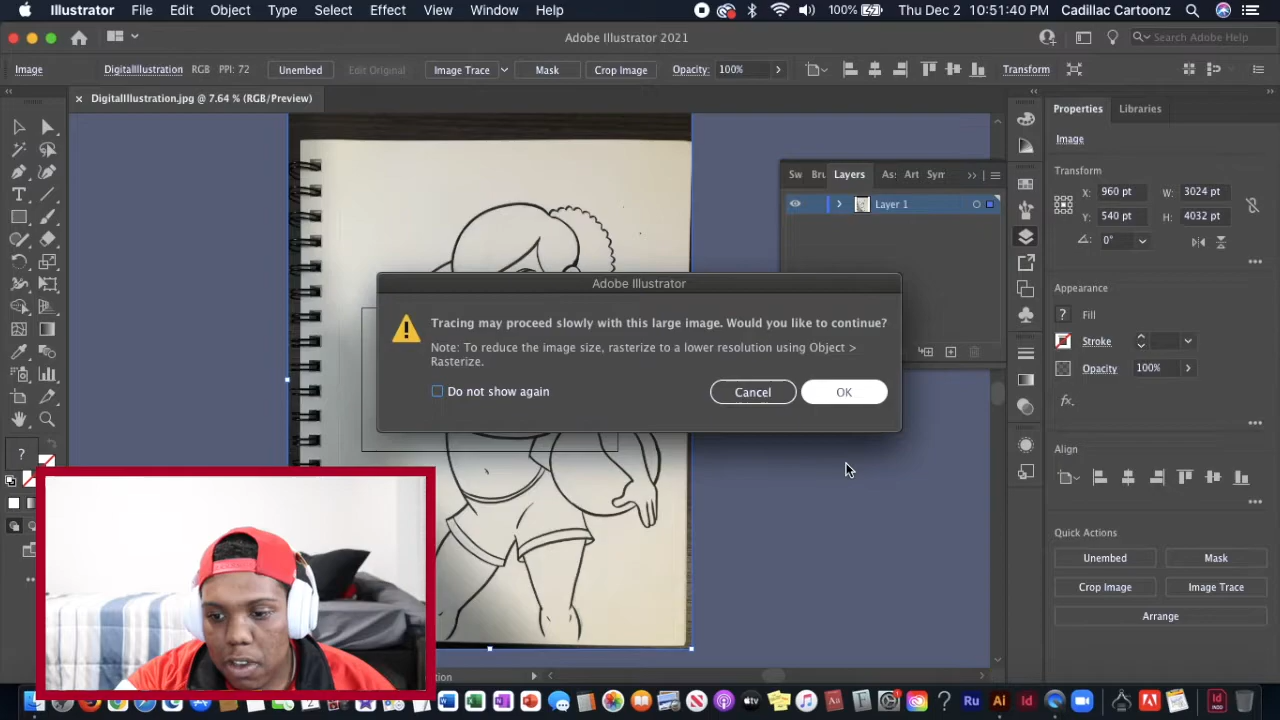 Illustrator File Edit Object Type Select Effect View Window Help 100% Thu Dec 2 10:51:40 PM Cadillac Cartoonz
Adobe Illustrator 2021
Search Adobe Help
Image DigitalIllustration RGB PPI: 72 Unembed Edit Original Image Trace Mask Crop Image Opacity: 100% Transform
DigitalIllustration.jpg @ 7.64 % (RGB/Preview)
Properties Libraries
Image
Sw Bru Layers As Art Sym
Layer 1
Transform
X: 960 pt W: 3024 pt
Y: 540 pt H: 4032 pt
0°
Adobe Illustrator
Tracing may proceed slowly with this large image. Would you like to continue?
Note: To reduce the image size, rasterize to a lower resolution using Object >
Rasterize.
Do not show again Cancel OK
Appearance
? Fill
Stroke
Opacity 100%
fx.
Align
?
Quick Actions
Unembed Mask
Crop Image Image Trace
Arrange
Ru Ai Id